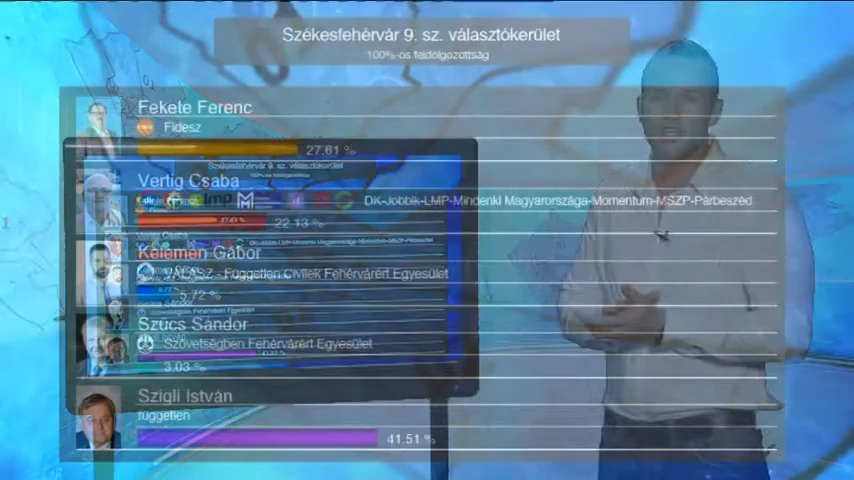 Székesfehérvár 9. sz. választókerület
100%-os feldolgozottság
Fekete Ferenc
Fidesz
27.61 %
Vertig Csaba
DK-Jobbik-LMP-Mindenki Magyarországa-Momentum-MSZP-Párbeszéd
22.13 %
Kelemen Gábor
VÁLASZ - Független Civilek Fehérvárért Egyesület
5.72 %
Szűcs Sándor
Szövetségben Fehérvárért Egyesület
3.03 %
Szigli István
független
41.51 %